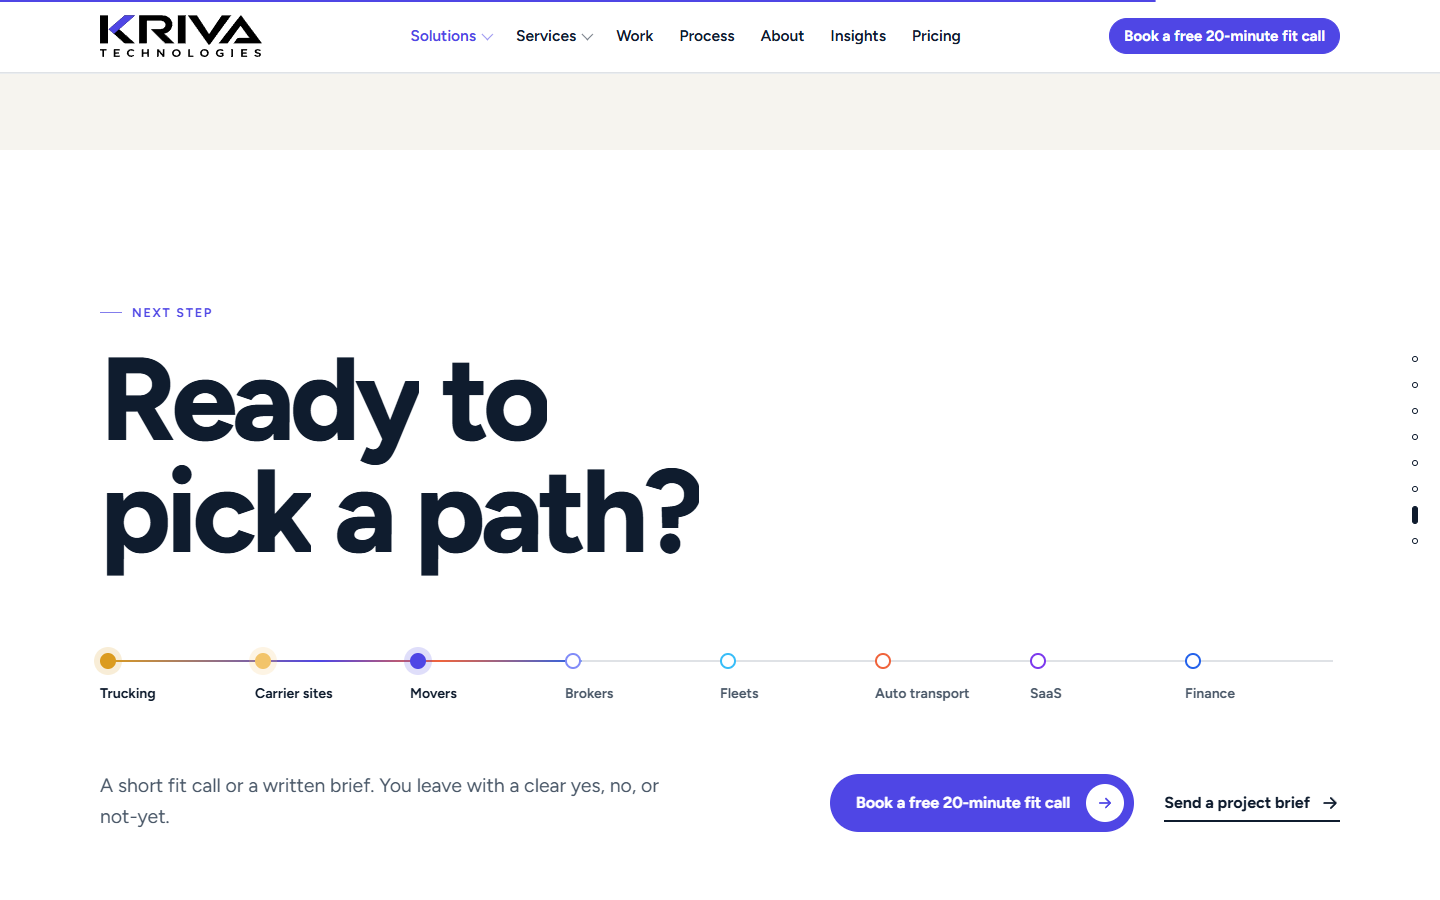 KRIVA
TECHNOLOGIES
Solutions
Services
Work
Process
About
Insights
Pricing
Book a free 20-minute fit call
NEXT STEP
Ready to
pick a path?
Trucking
Carrier sites
Movers
Brokers
Fleets
Auto transport
SaaS
Finance
A short fit call or a written brief. You leave with a clear yes, no, or
not-yet.
Book a free 20-minute fit call
Send a project brief